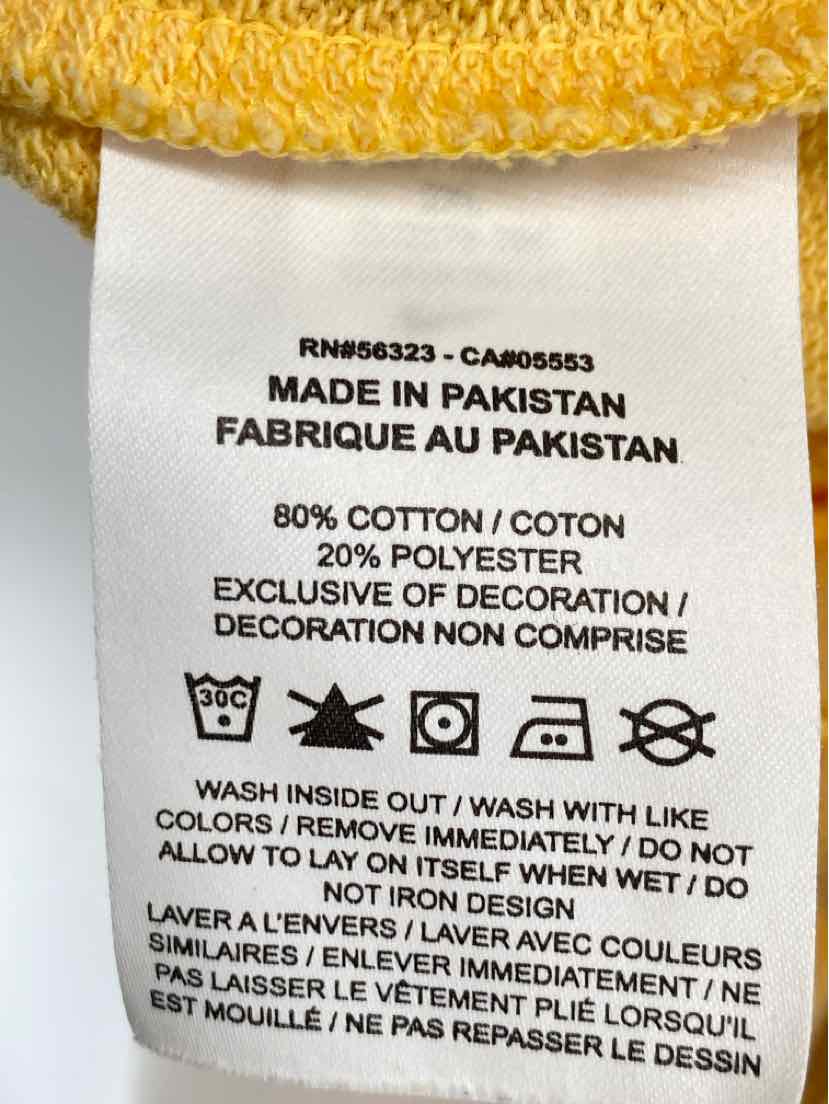 RN#56323 - CA#05553
MADE IN PAKISTAN
FABRIQUE AU PAKISTAN
80% COTTON / COTON
20% POLYESTER
EXCLUSIVE OF DECORATION /
DECORATION NON COMPRISE
30C
WASH INSIDE OUT / WASH WITH LIKE
COLORS / REMOVE IMMEDIATELY / DO NOT
ALLOW TO LAY ON ITSELF WHEN WET / DO
NOT IRON DESIGN
LAVER A L'ENVERS / LAVER AVEC COULEURS
SIMILAIRES / ENLEVER IMMEDIATEMENT / NE
PAS LAISSER LE VÊTEMENT PLIÉ LORSQU'IL
EST MOUILLÉ / NE PAS REPASSER LE DESSIN